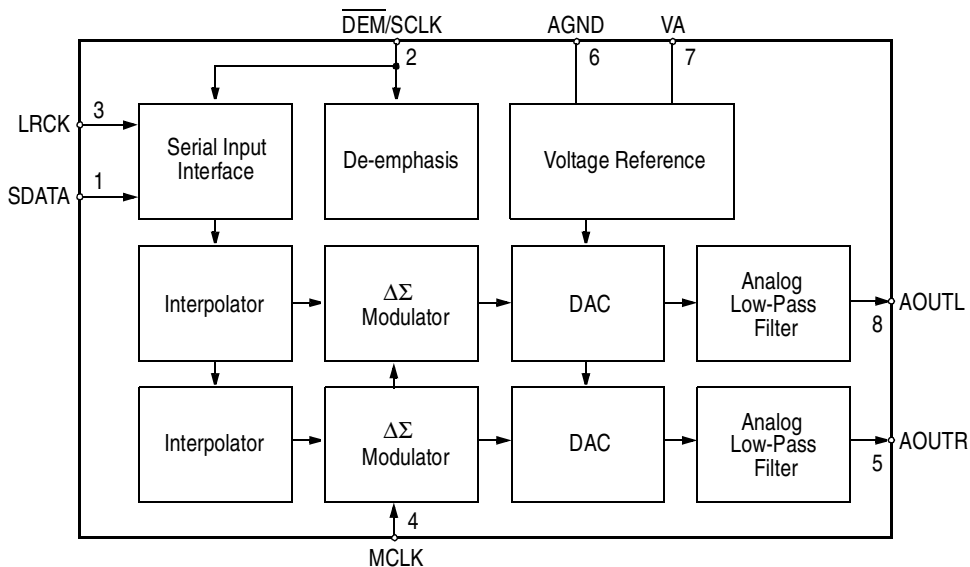 DEM/SCLK
AGND
VA
2
6
7
LRCK
3
SDATA
1
Serial Input
Interface
De-emphasis
Voltage Reference
Interpolator
ΔΣ
Modulator
DAC
Analog
Low-Pass
Filter
AOUTL
8
Interpolator
ΔΣ
Modulator
DAC
Analog
Low-Pass
Filter
AOUTR
5
4
MCLK